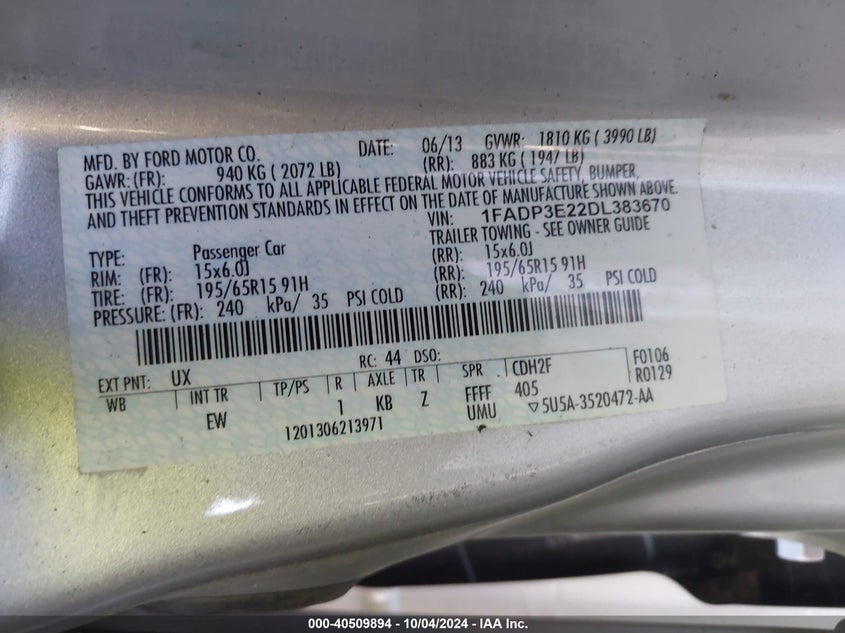 MFD. BY FORD MOTOR CO. DATE: 06/13 GVWR: 1810 KG ( 3990 LB)
GAWR: (FR): 940 KG ( 2072 LB) (RR): 883 KG ( 1947 LB)
THIS VEHICLE CONFORMS TO ALL APPLICABLE FEDERAL MOTOR VEHICLE SAFETY, BUMPER,
AND THEFT PREVENTION STANDARDS IN EFFECT ON THE DATE OF MANUFACTURE SHOWN ABOVE.
VIN: 1FADP3E22DL383670
TYPE: Passenger Car TRAILER TOWING - SEE OWNER GUIDE
RIM: (FR): 15x6.0J (RR): 15x6.0J
TIRE: (FR): 195/65R15 91H (RR): 195/65R15 91H
PRESSURE: (FR): 240 kPa/ 35 PSI COLD (RR): 240 kPa/ 35 PSI COLD
EXT PNT: UX RC: 44 DSO: CDH2F F0106
WB INT TR TP/PS R AXLE TR SPR 405 R0129
EW 1 KB Z FFFF
UMU ▽5U5A-3520472-AA
1201306213971
000-40509894 - 10/04/2024 - IAA Inc.